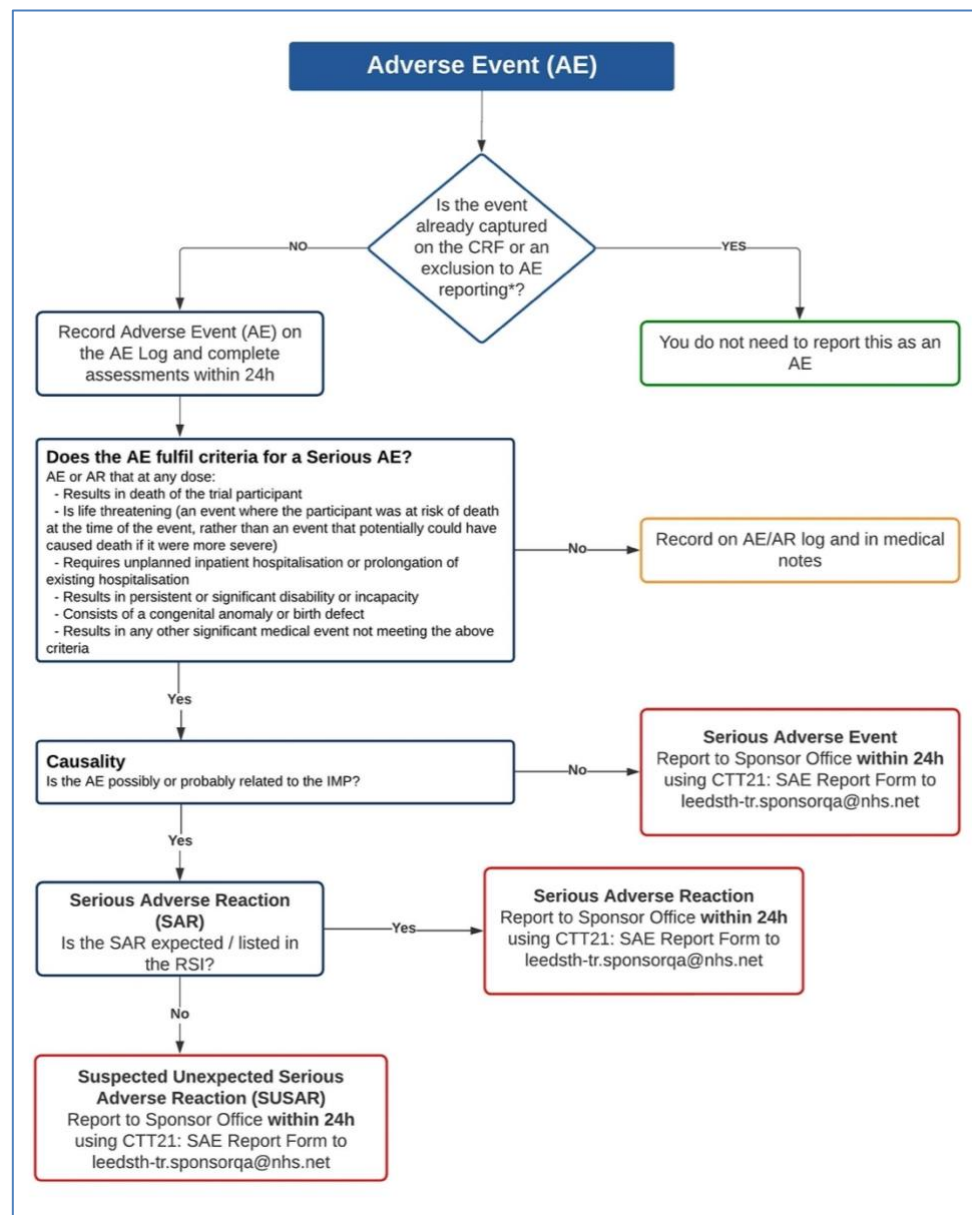 Adverse Event (AE)
Is the event
already captured
on the CRF or an
exclusion to AE
reporting*?
NO
YES
Record Adverse Event (AE) on
the AE Log and complete
assessments within 24h
You do not need to report this as an
AE
Does the AE fulfil criteria for a Serious AE?
AE or AR that at any dose:
- Results in death of the trial participant
- Is life threatening (an event where the participant was at risk of death
at the time of the event, rather than an event that potentially could have
caused death if it were more severe)
- Requires unplanned inpatient hospitalisation or prolongation of
existing hospitalisation
- Results in persistent or significant disability or incapacity
- Consists of a congenital anomaly or birth defect
- Results in any other significant medical event not meeting the above
criteria
No
Record on AE/AR log and in medical
notes
Yes
Causality
Is the AE possibly or probably related to the IMP?
No
Serious Adverse Event
Report to Sponsor Office within 24h
using CTT21: SAE Report Form to
leedsth-tr.sponsorqa@nhs.net
Yes
Serious Adverse Reaction
(SAR)
Is the SAR expected / listed in
the RSI?
Yes
Serious Adverse Reaction
Report to Sponsor Office within 24h
using CTT21: SAE Report Form to
leedsth-tr.sponsorqa@nhs.net
No
Suspected Unexpected Serious
Adverse Reaction (SUSAR)
Report to Sponsor Office within 24h
using CTT21: SAE Report Form to
leedsth-tr.sponsorqa@nhs.net